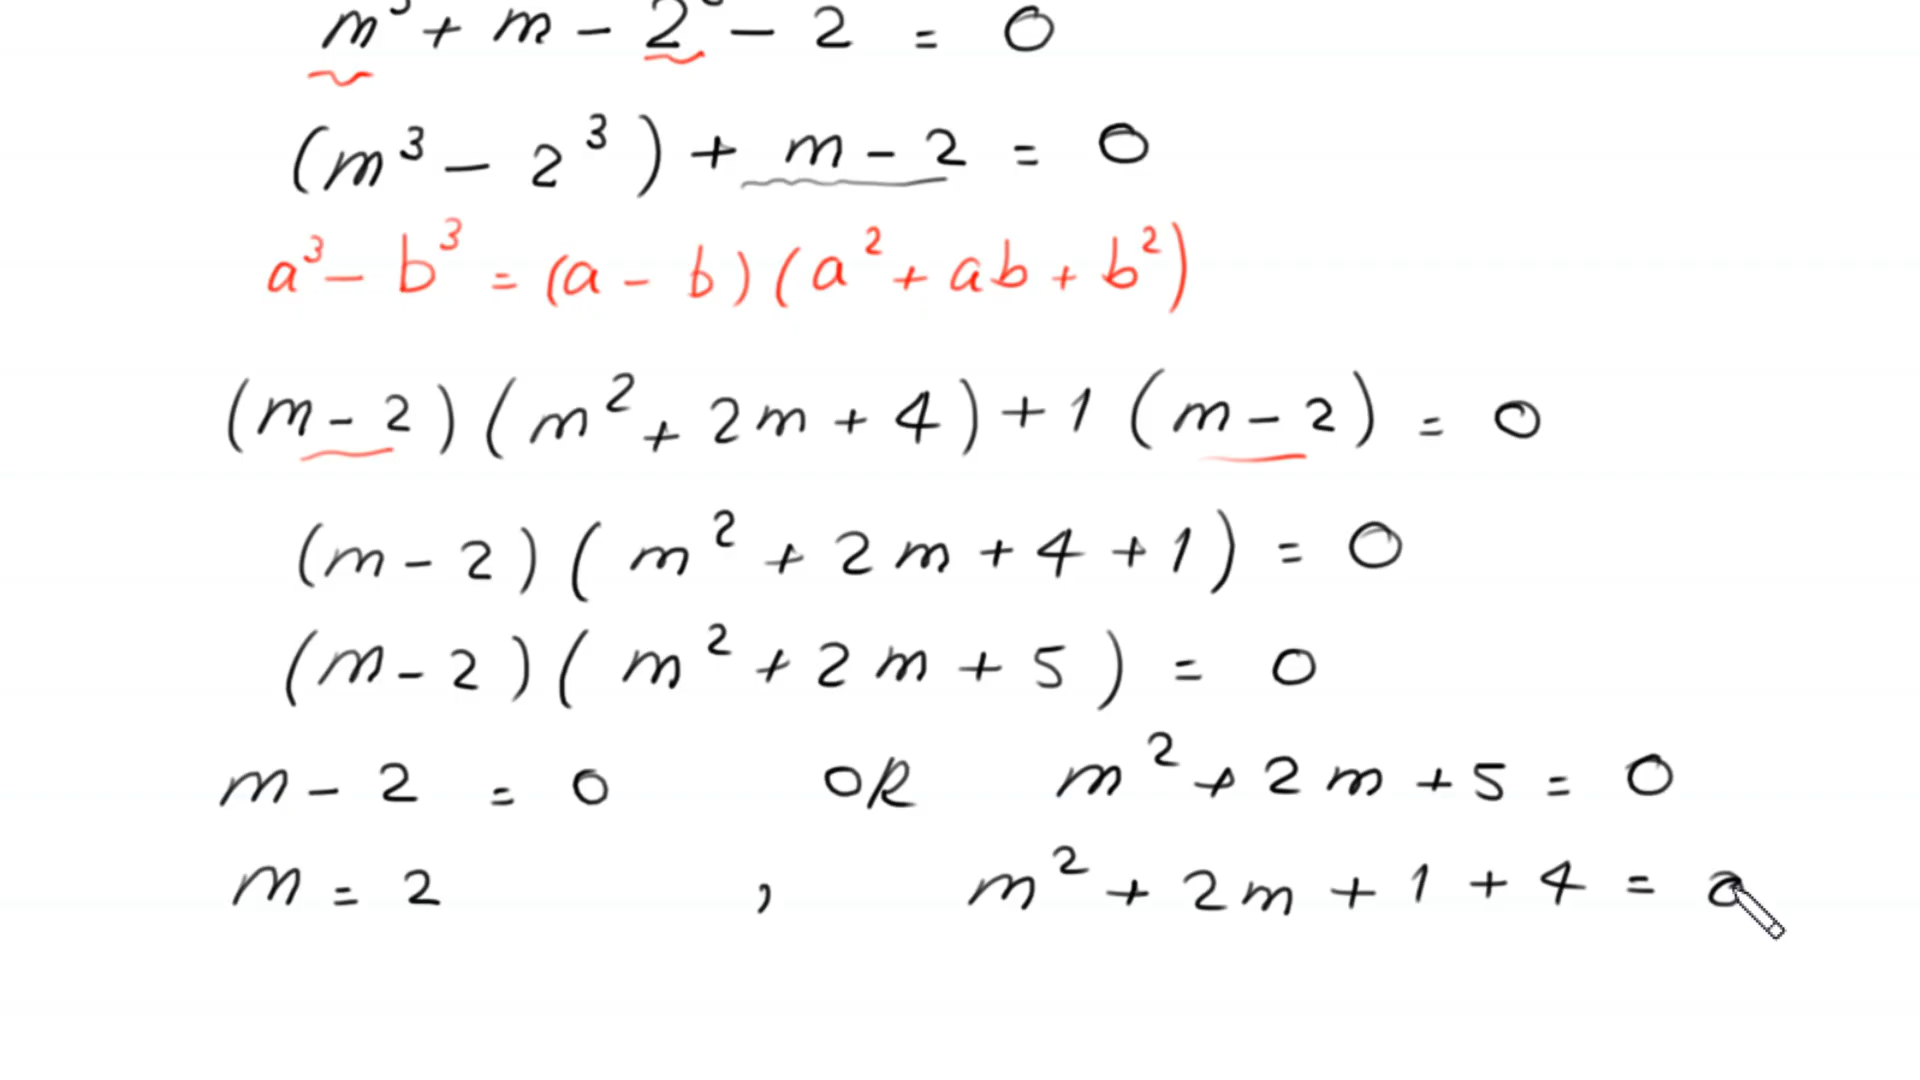 m³ + m - 2³ - 2 = 0
(m³ - 2³) + m - 2 = 0
a³ - b³ = (a - b)(a² + ab + b²)
(m - 2)(m² + 2m + 4) + 1(m - 2) = 0
(m - 2)(m² + 2m + 4 + 1) = 0
(m - 2)(m² + 2m + 5) = 0
m - 2 = 0 OR m² + 2m + 5 = 0
m = 2 , m² + 2m + 1 + 4 = 0